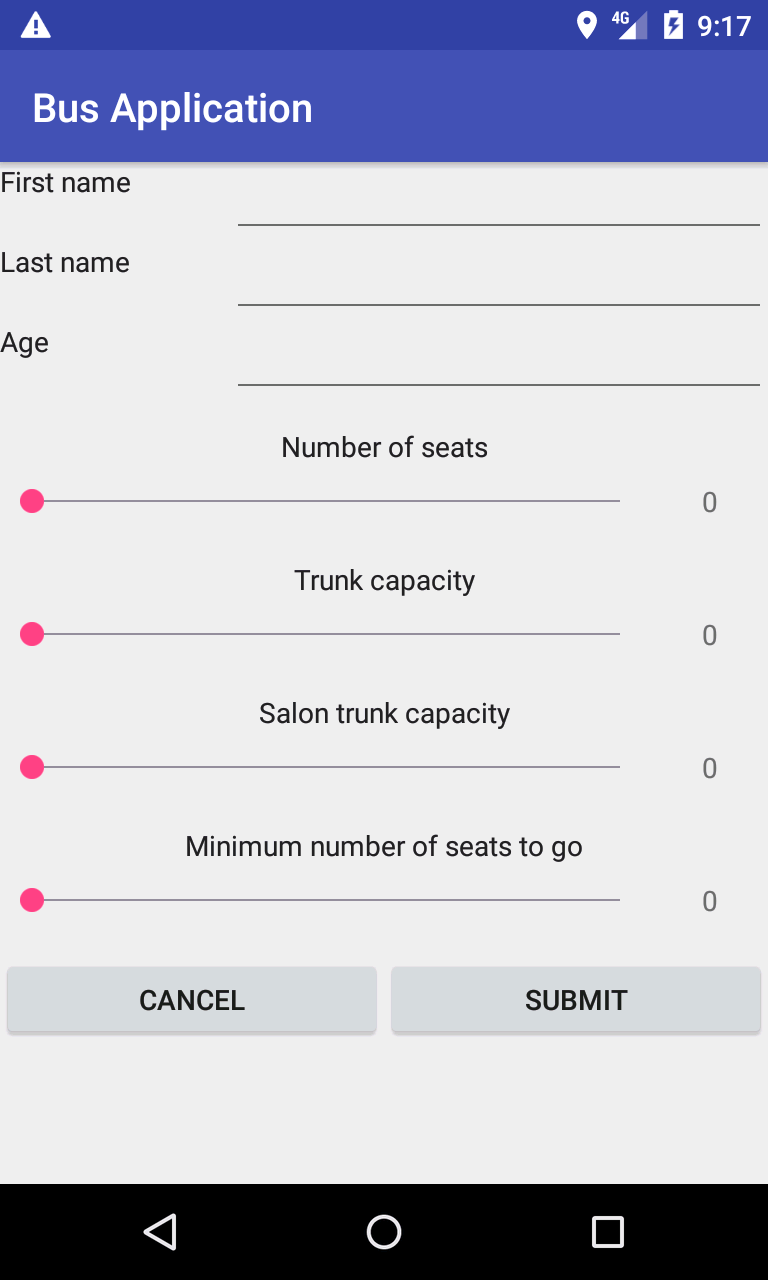 4G 9:17
Bus Application
First name
Last name
Age
Number of seats
0
Trunk capacity
0
Salon trunk capacity
0
Minimum number of seats to go
0
CANCEL SUBMIT